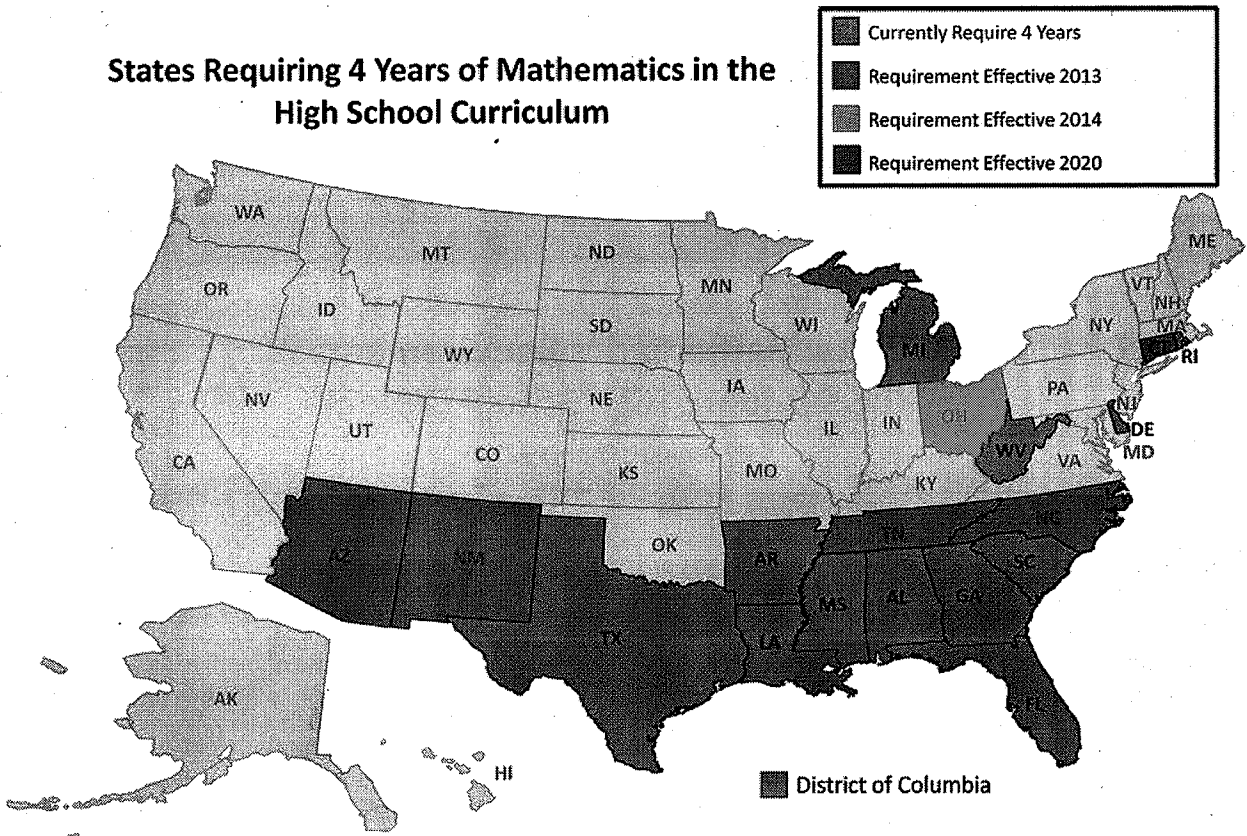 Currently Require 4 Years
Requirement Effective 2013
Requirement Effective 2014
Requirement Effective 2020
States Requiring 4 Years of Mathematics in the
High School Curriculum
WA
MT
ND
MN
ME
VT
NH
OR
ID
SD
WI
NY
MA
WY
MI
RI
IA
PA
NV
NE
NJ
OH
IN
IL
UT
CO
DE
MD
CA
KS
MO
WV
VA
KY
NC
TN
OK
AZ
NM
AR
SC
MS
AL
GA
TX
LA
FL
AK
HI
District of Columbia